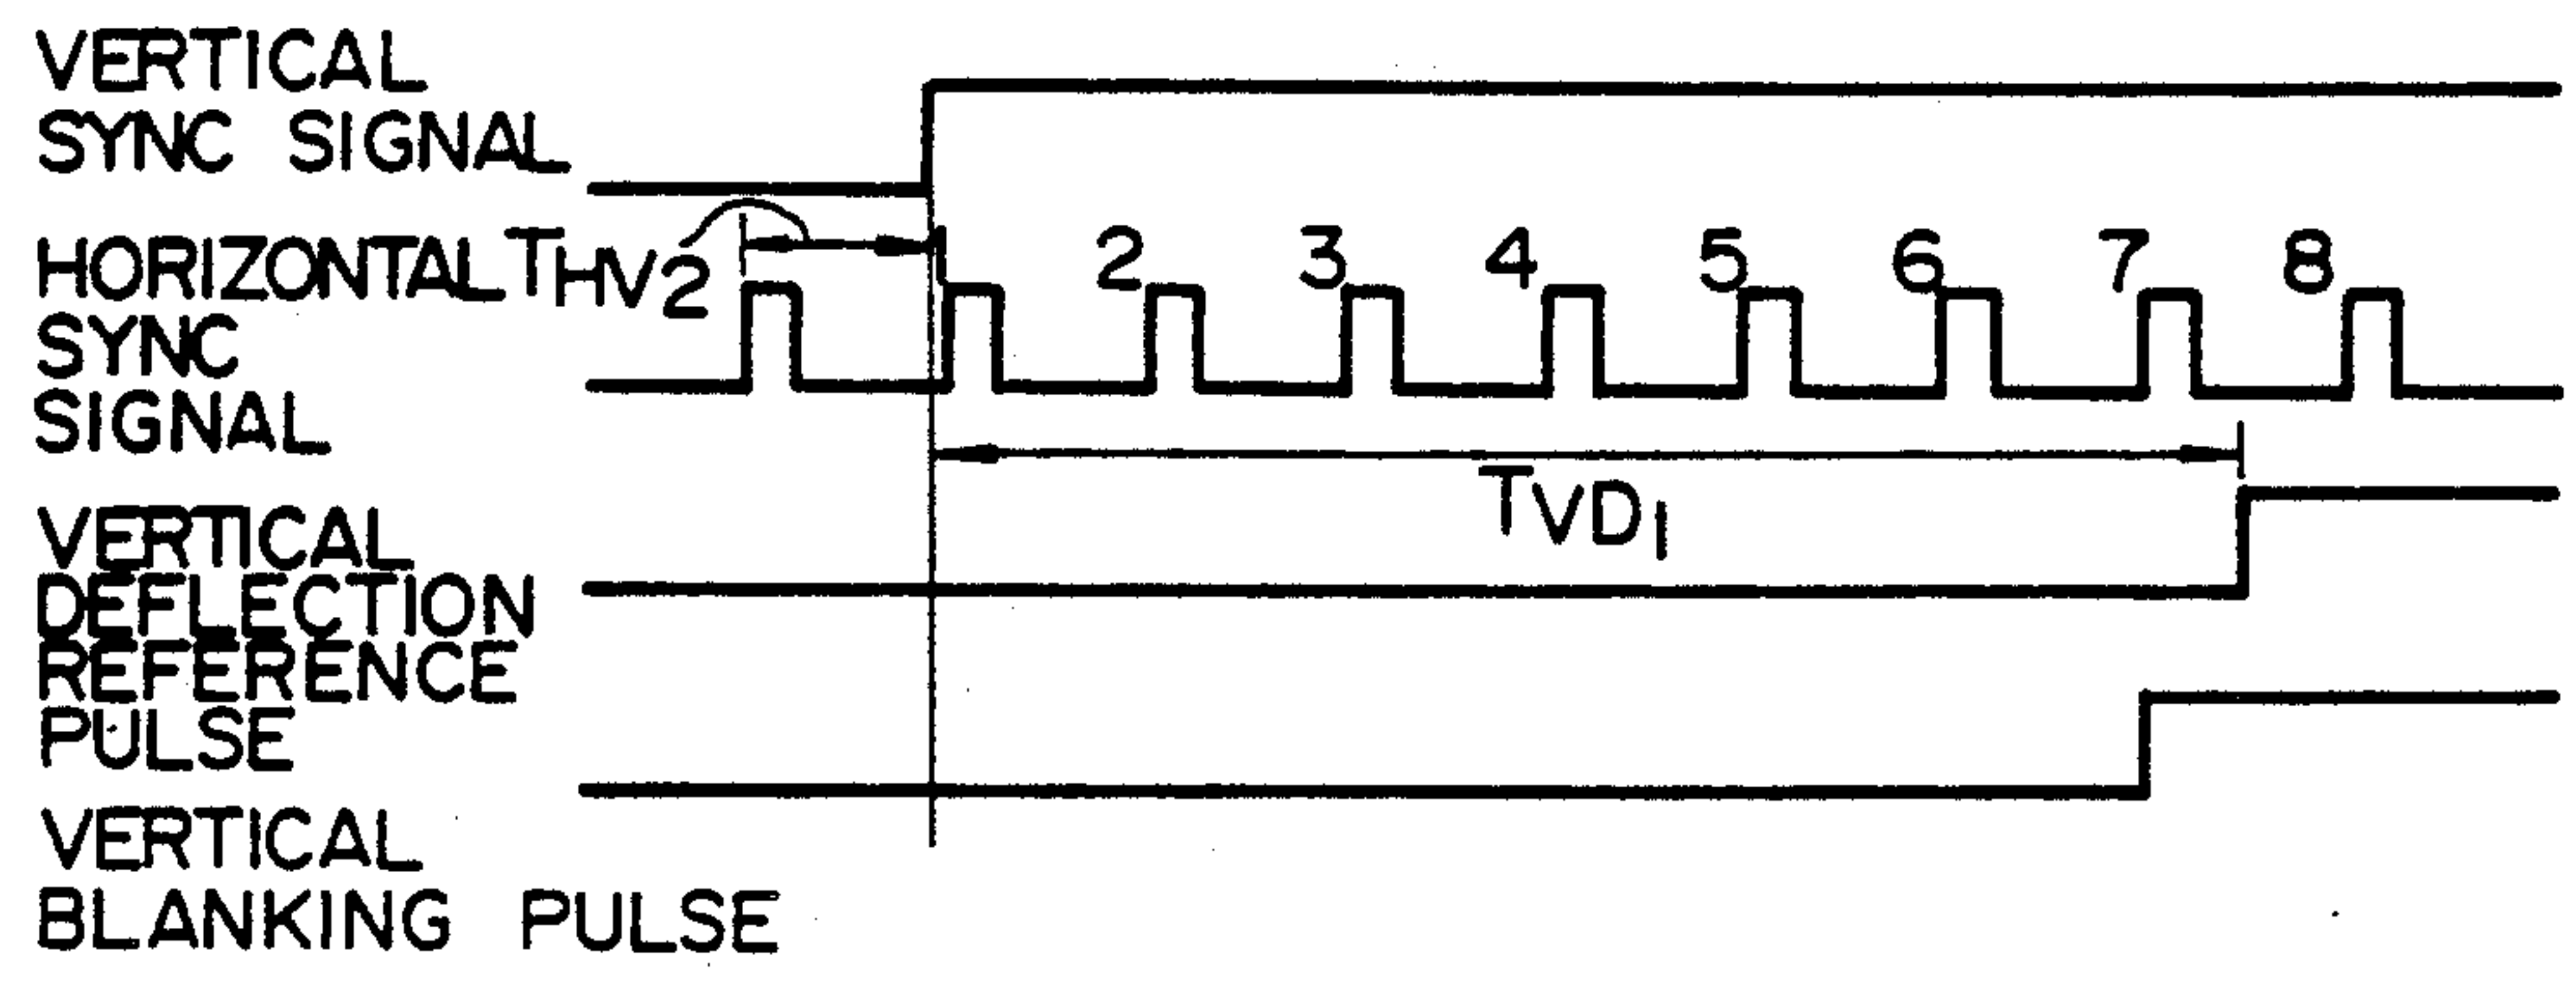 VERTICAL
SYNC SIGNAL
HORIZONTAL THV2
SYNC
SIGNAL
1 2 3 4 5 6 7 8
TVD1
VERTICAL
DEFLECTION
REFERENCE
PULSE
VERTICAL
BLANKING PULSE